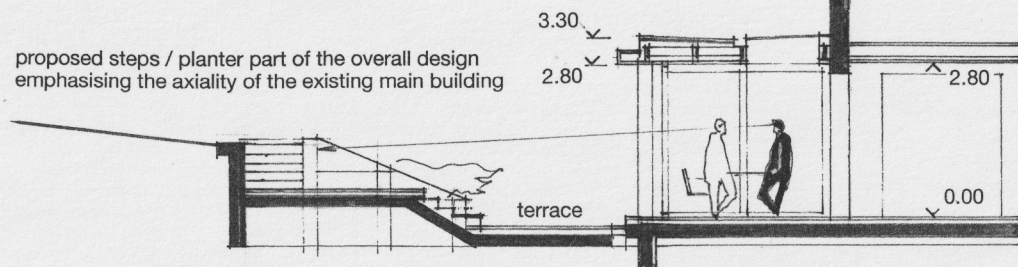 3.30
proposed steps / planter part of the overall design
emphasising the axiality of the existing main building
2.80
2.80
0.00
terrace